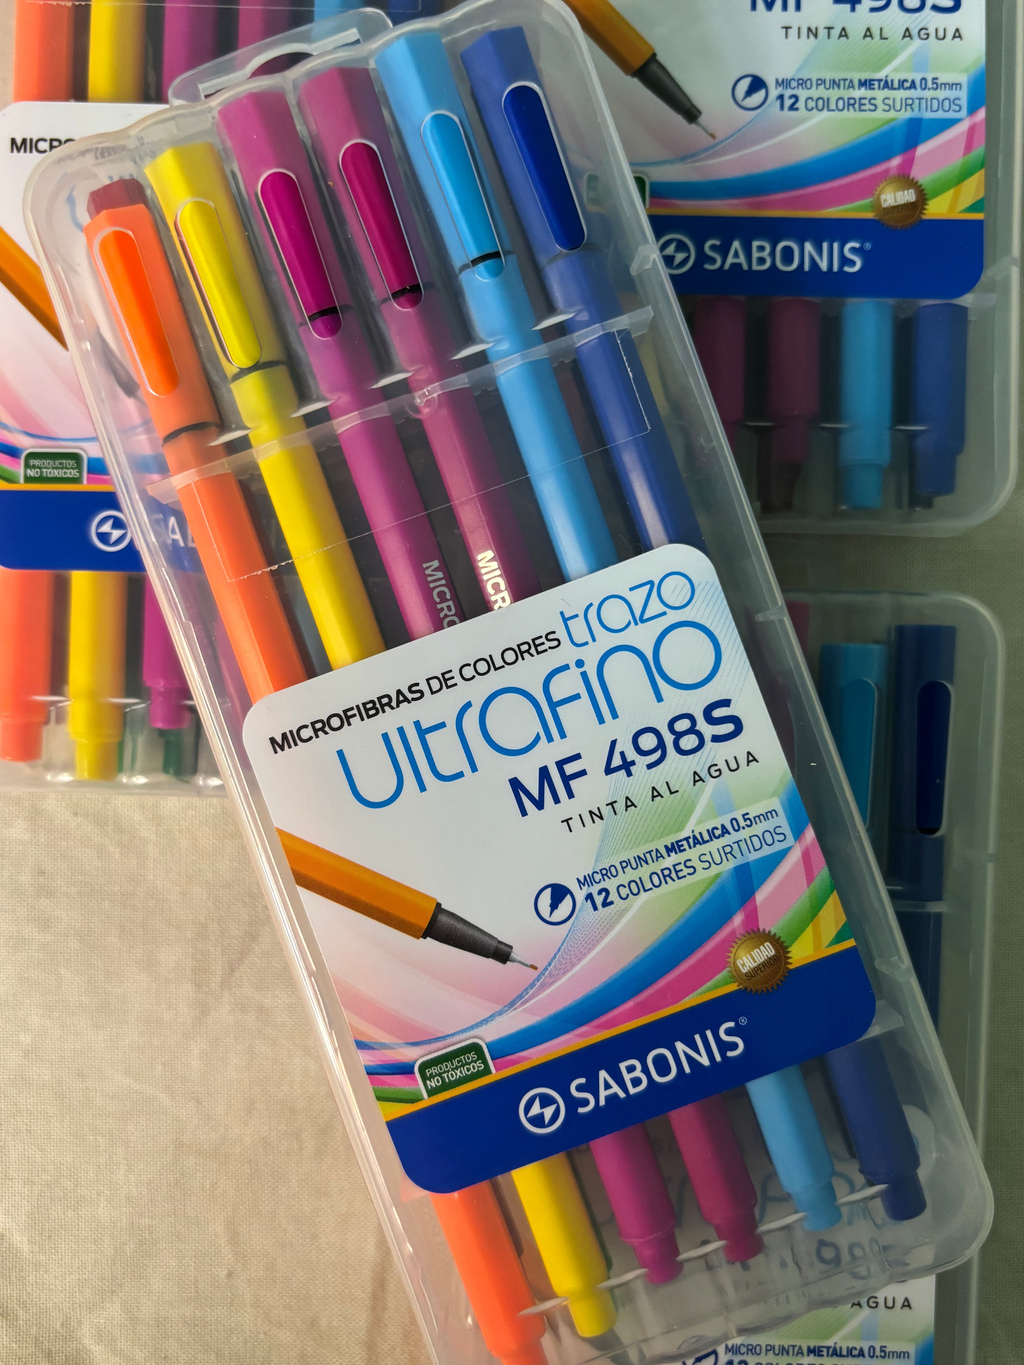 MF 498S
TINTA AL AGUA
MICRO PUNTA METÁLICA 0.5mm
12 COLORES SURTIDOS
CALIDAD
SABONIS®
MICRO
PRODUCTOS
NO TÓXICOS
SAB
MICRO
MICR
MICROFIBRAS DE COLORES trazo
Ultrafino
MF 498S
TINTA AL AGUA
MICRO PUNTA METÁLICA 0.5mm
12 COLORES SURTIDOS
CALIDAD
SUPERIOR
PRODUCTOS
NO TÓXICOS
SABONIS®
AGUA
MICRO PUNTA METÁLICA 0.5mm